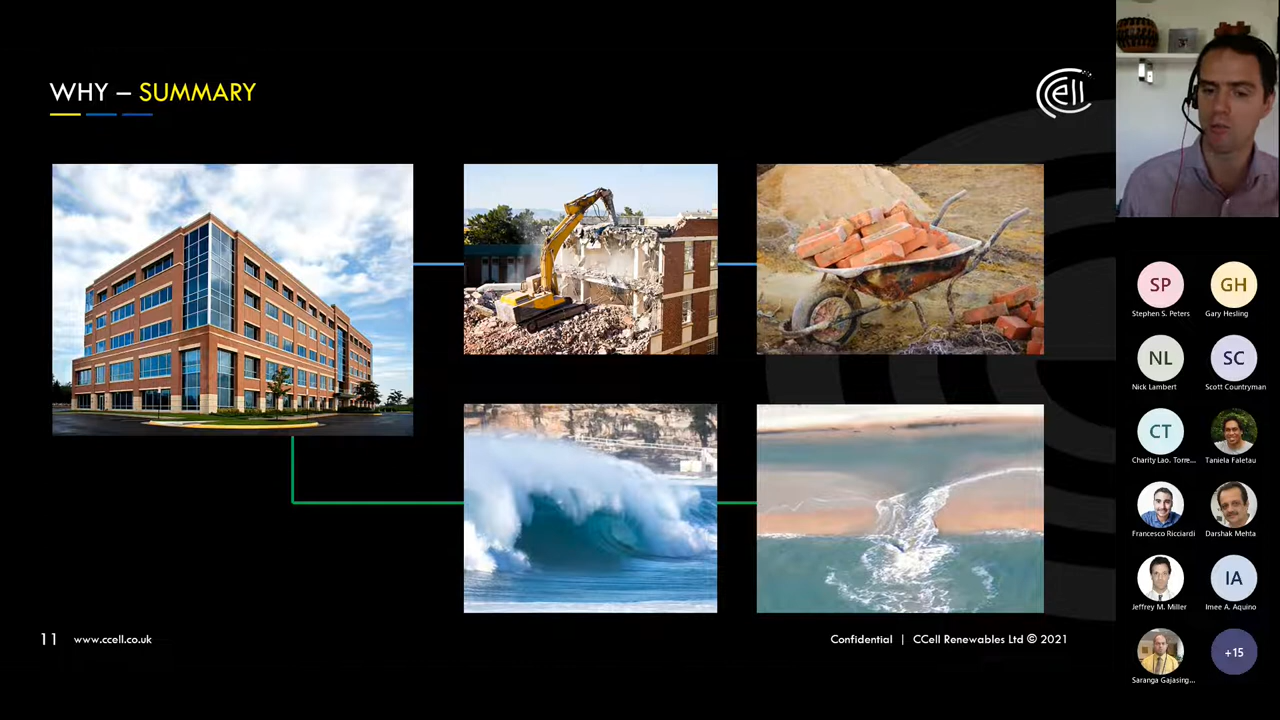 WHY – SUMMARY
CCell
SP
GH
Stephen S. Peters
Gary Hesling
NL
SC
Nick Lambert
Scott Countryman
CT
Charity Lao. Torre...
Taniela Faletau
Francesco Ricciardi
Darshak Mehta
IA
Jeffrey M. Miller
Imee A. Aquino
+15
Saranga Gajasing...
11
www.ccell.co.uk
Confidential | CCell Renewables Ltd © 2021